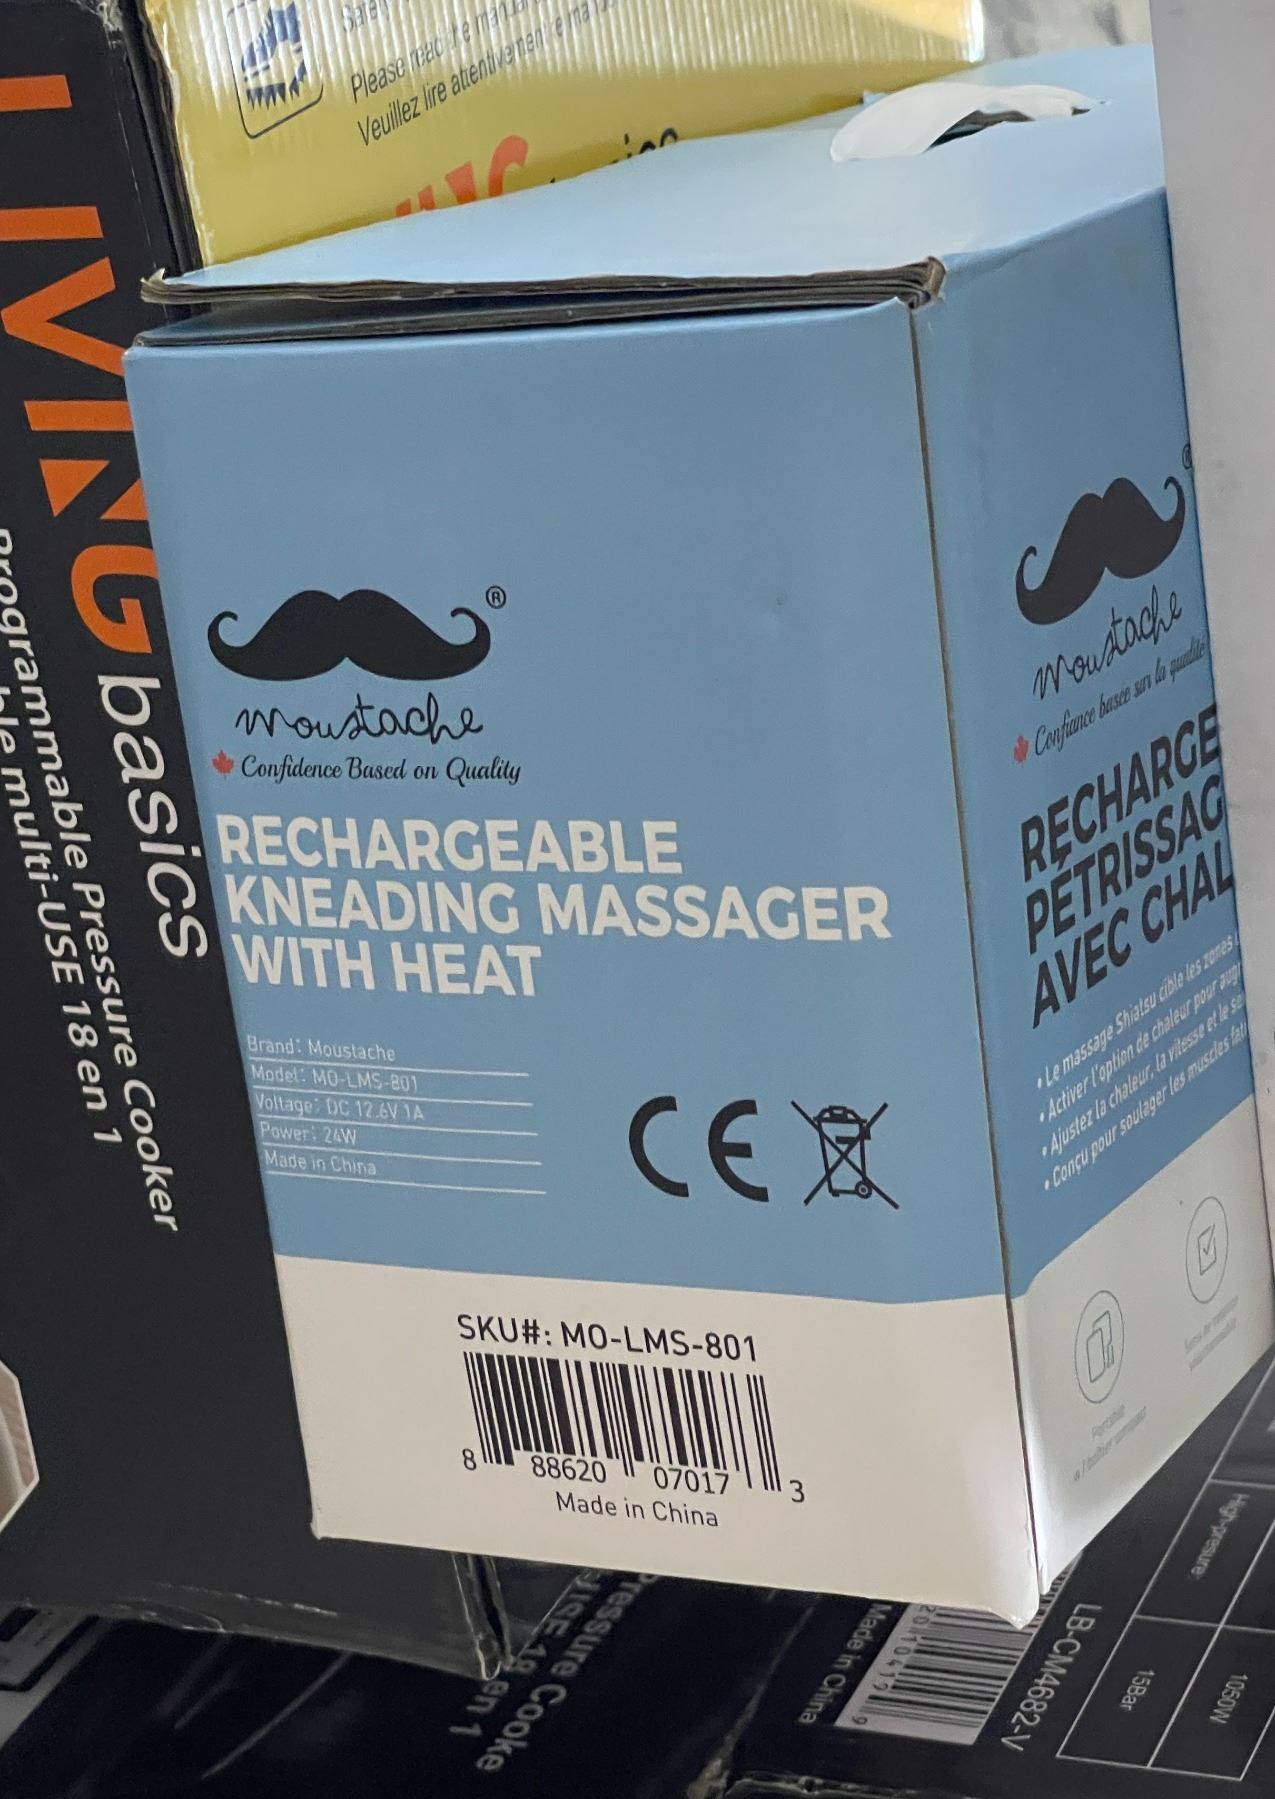 Please read the manual
Veuillez lire attentivement
LIVING basics
Programmable Pressure Cooker
multi-USE 18 en 1
®
moustache
Confidence Based on Quality
RECHARGEABLE
KNEADING MASSAGER
WITH HEAT
Brand: Moustache
Model: MO-LMS-801
Voltage: DC 12.6V 1A
Power: 24W
Made in China
CE
SKU#: MO-LMS-801
8 88620 07017 3
Made in China
®
moustache
Confiance basée sur la qualité
RECHARGE
PÉTRISSAG
AVEC CHAL
• Le massage Shiatsu cible les zones
• Activer l'option de chaleur pour aug
• Ajustez la chaleur, la vitesse et le se
• Conçu pour soulager les muscles fat
Pressure Cooke
18 en 1
Made in China
LB-CM4682-V
High-pressure:
15Bar
1050W